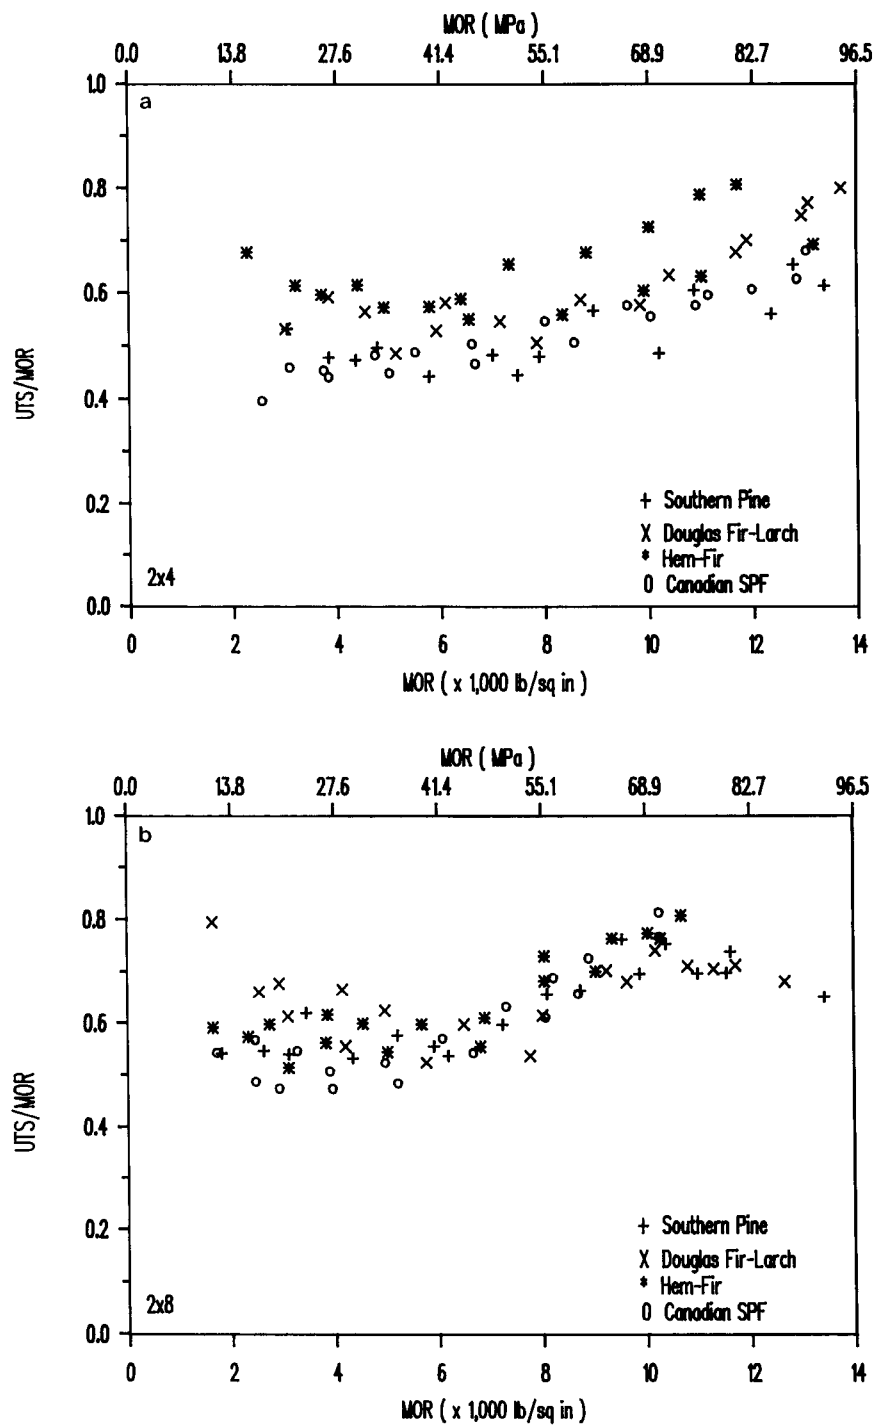 MOR ( MPa )
0.0 13.8 27.6 41.4 55.1 68.9 82.7 96.5
1.0
a
0.8
0.6
UTS/MOR
0.4
+ Southern Pine
0.2
X Douglas Fir-Larch
* Hem-Fir
2x4
O Canadian SPF
0.0
0 2 4 6 8 10 12 14
MOR ( x 1,000 lb/sq in )
MOR ( MPa )
0.0 13.8 27.6 41.4 55.1 68.9 82.7 96.5
1.0
b
0.8
0.6
UTS/MOR
0.4
+ Southern Pine
0.2
X Douglas Fir-Larch
* Hem-Fir
2x8
O Canadian SPF
0.0
0 2 4 6 8 10 12 14
MOR ( x 1,000 lb/sq in )